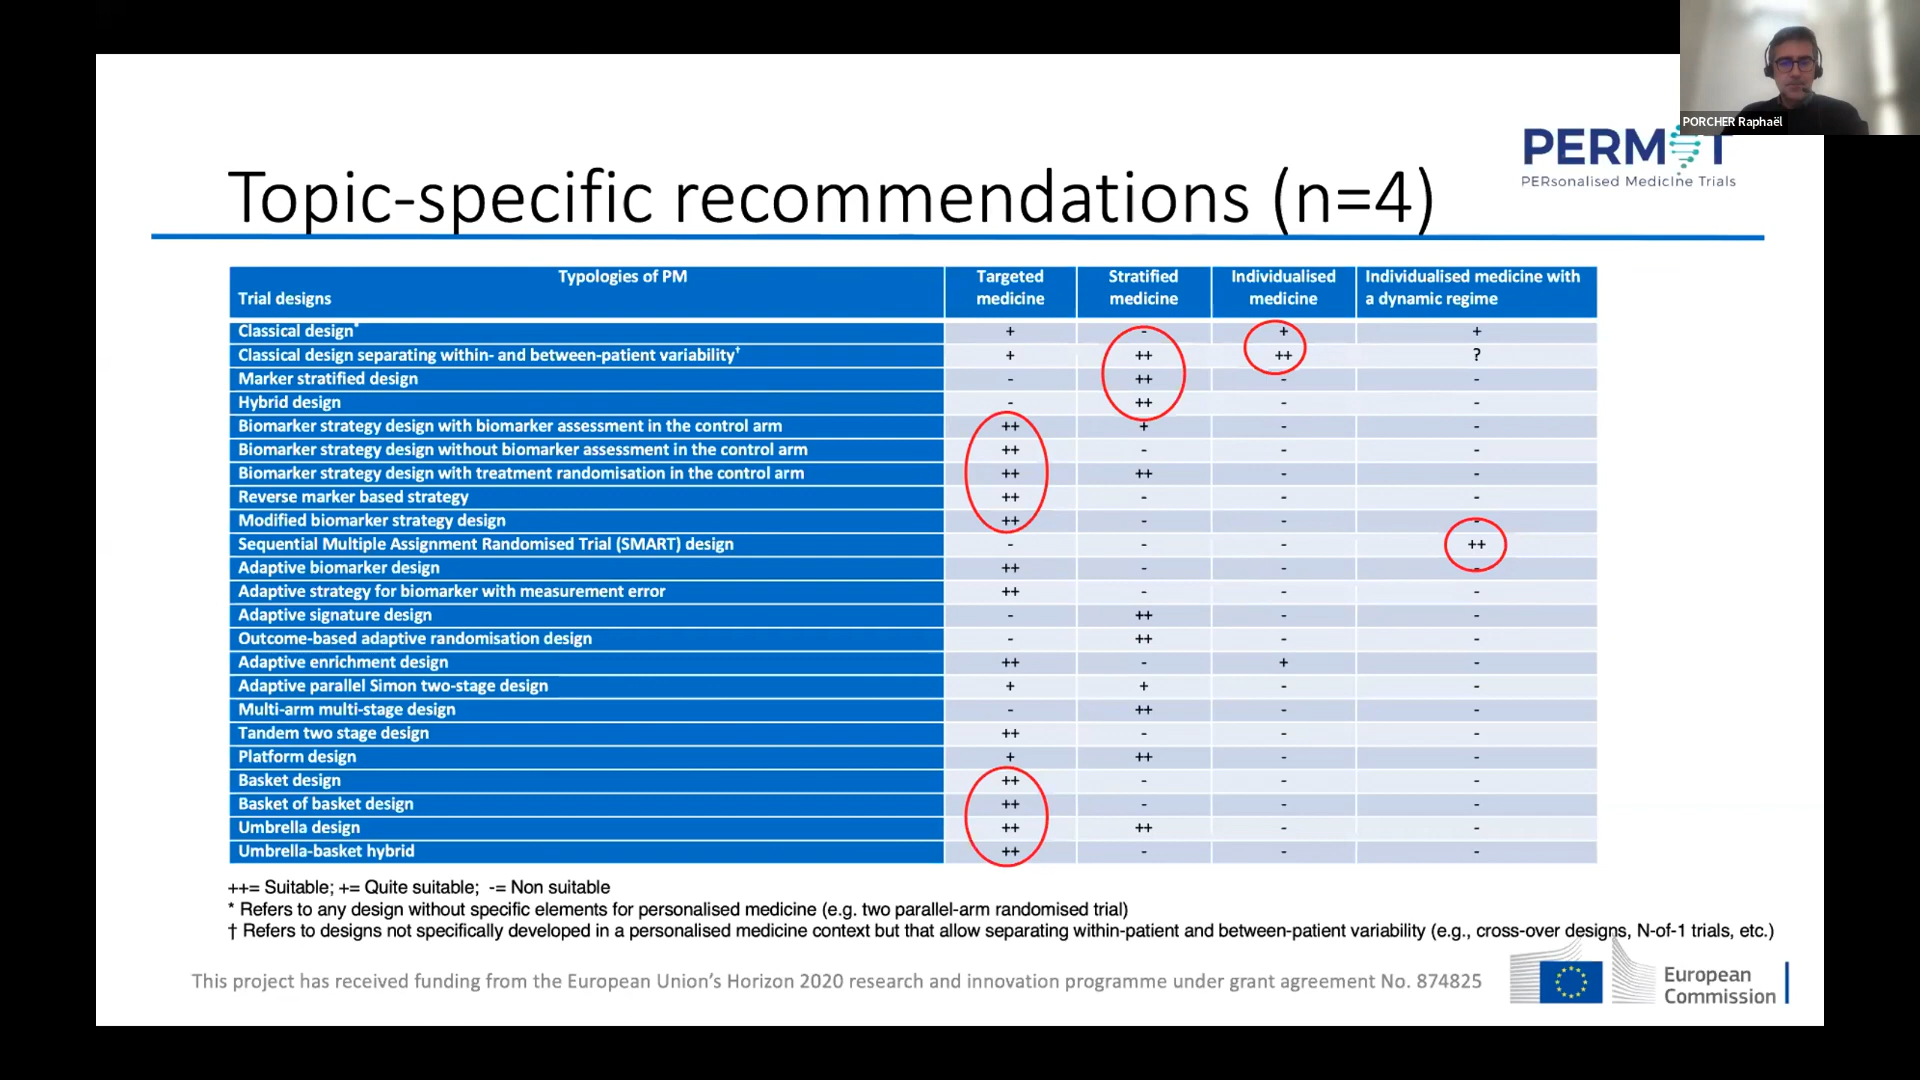 PORCHER Raphaël
PERMIT
PERsonalised MedicIne Trials
Topic-specific recommendations (n=4)
Typologies of PM
Trial designs
Targeted medicine
Stratified medicine
Individualised medicine
Individualised medicine with a dynamic regime
Classical design* + - + +
Classical design separating within- and between-patient variability† + ++ ++ ?
Marker stratified design - ++ - -
Hybrid design - ++ - -
Biomarker strategy design with biomarker assessment in the control arm ++ + - -
Biomarker strategy design without biomarker assessment in the control arm ++ - - -
Biomarker strategy design with treatment randomisation in the control arm ++ ++ - -
Reverse marker based strategy ++ - - -
Modified biomarker strategy design ++ - - -
Sequential Multiple Assignment Randomised Trial (SMART) design - - - ++
Adaptive biomarker design ++ - - -
Adaptive strategy for biomarker with measurement error ++ - - -
Adaptive signature design - ++ - -
Outcome-based adaptive randomisation design - ++ - -
Adaptive enrichment design ++ - + -
Adaptive parallel Simon two-stage design + + - -
Multi-arm multi-stage design - ++ - -
Tandem two stage design ++ - - -
Platform design + ++ - -
Basket design ++ - - -
Basket of basket design ++ - - -
Umbrella design ++ ++ - -
Umbrella-basket hybrid ++ - - -
++= Suitable; += Quite suitable; -= Non suitable
* Refers to any design without specific elements for personalised medicine (e.g. two parallel-arm randomised trial)
† Refers to designs not specifically developed in a personalised medicine context but that allow separating within-patient and between-patient variability (e.g., cross-over designs, N-of-1 trials, etc.)
This project has received funding from the European Union's Horizon 2020 research and innovation programme under grant agreement No. 874825
European
Commission